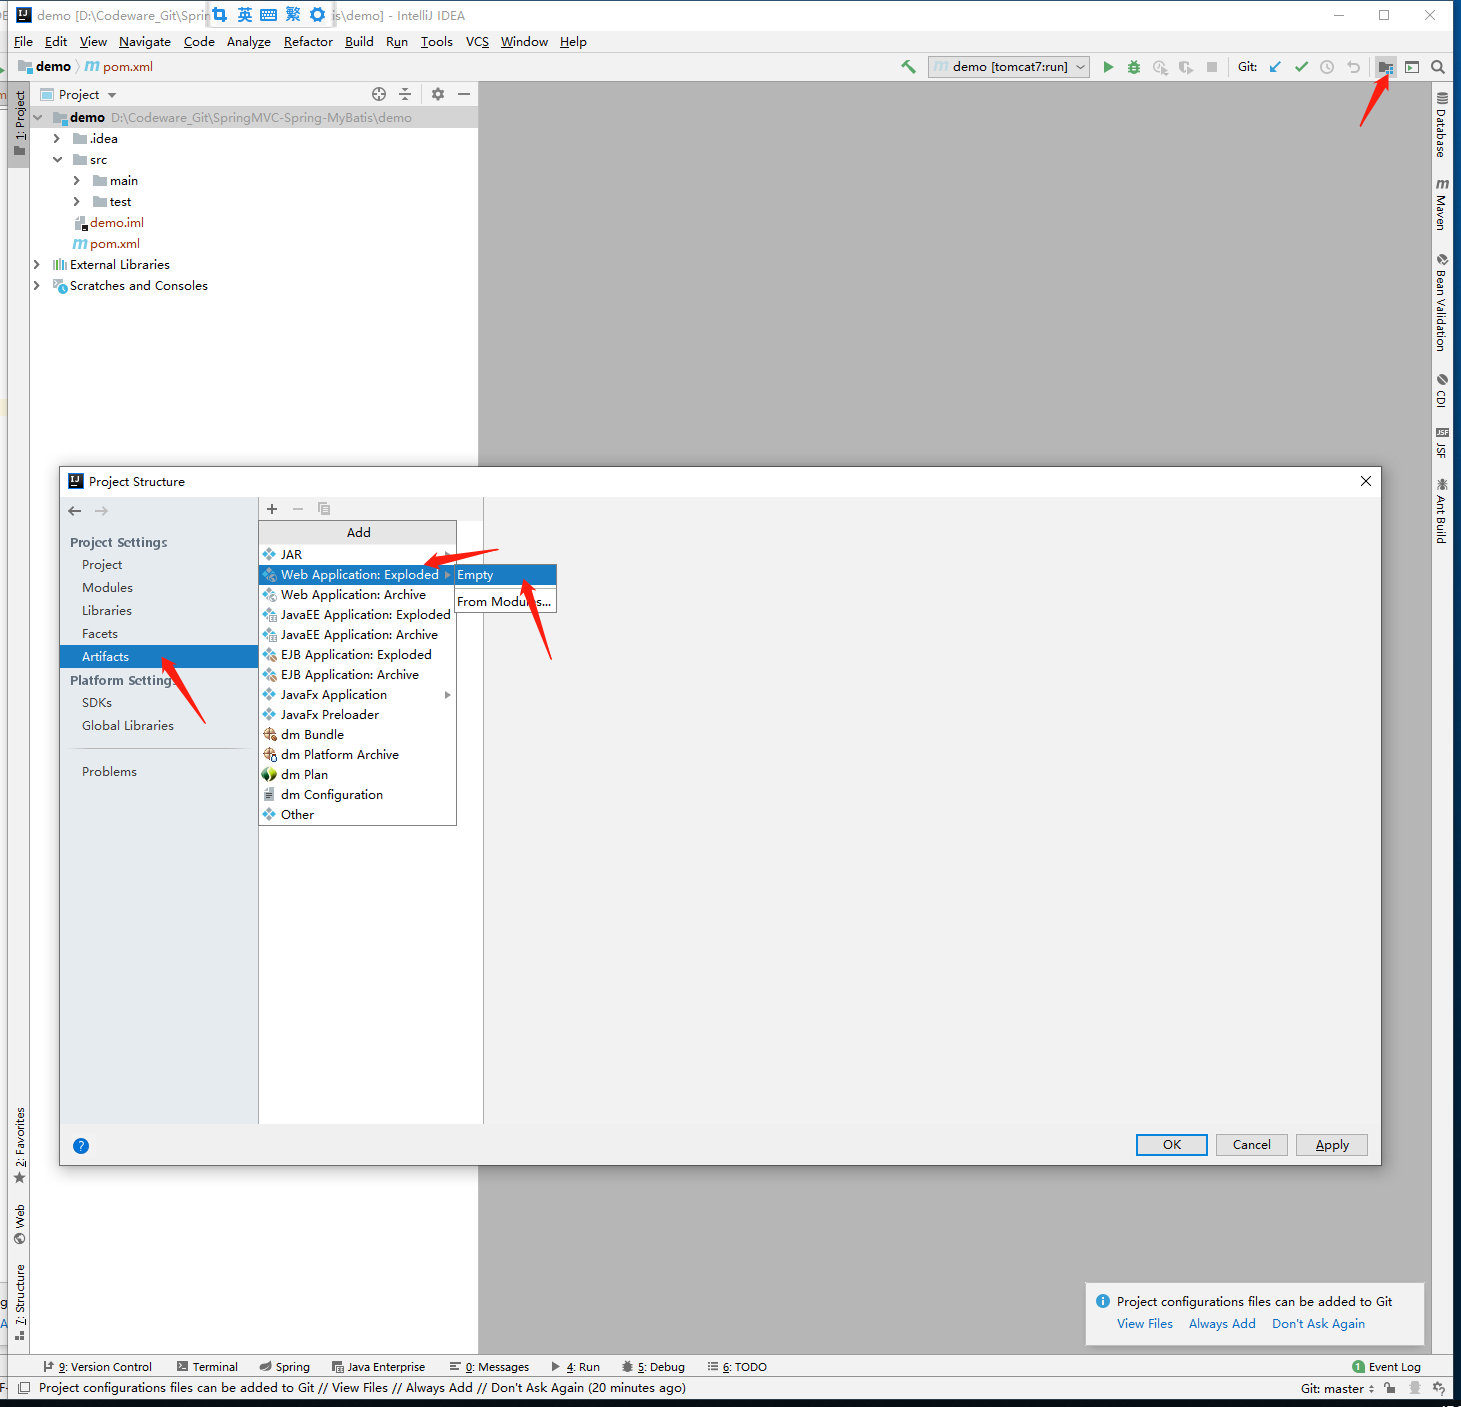 demo [D:\Codeware_Git\Sprin
英
繁
is\demo] - IntelliJ IDEA
File Edit View Navigate Code Analyze Refactor Build Run Tools VCS Window Help
demo pom.xml
demo [tomcat7:run]
Git:
1: Project
Project
demo D:\Codeware_Git\SpringMVC-Spring-MyBatis\demo
.idea
src
main
test
demo.iml
pom.xml
External Libraries
Scratches and Consoles
Database
Maven
Bean Validation
CDI
JSF
Ant Build
Project Structure
Project Settings
Project
Modules
Libraries
Facets
Artifacts
Platform Settings
SDKs
Global Libraries
Problems
Add
JAR
Web Application: Exploded
Web Application: Archive
JavaEE Application: Exploded
JavaEE Application: Archive
EJB Application: Exploded
EJB Application: Archive
JavaFx Application
JavaFx Preloader
dm Bundle
dm Platform Archive
dm Plan
dm Configuration
Other
Empty
From Modules...
OK Cancel Apply
2: Favorites
Web
7: Structure
Project configurations files can be added to Git
View Files Always Add Don't Ask Again
9: Version Control Terminal Spring Java Enterprise 0: Messages 4: Run 5: Debug 6: TODO
1 Event Log
Project configurations files can be added to Git // View Files // Always Add // Don't Ask Again (20 minutes ago)
Git: master